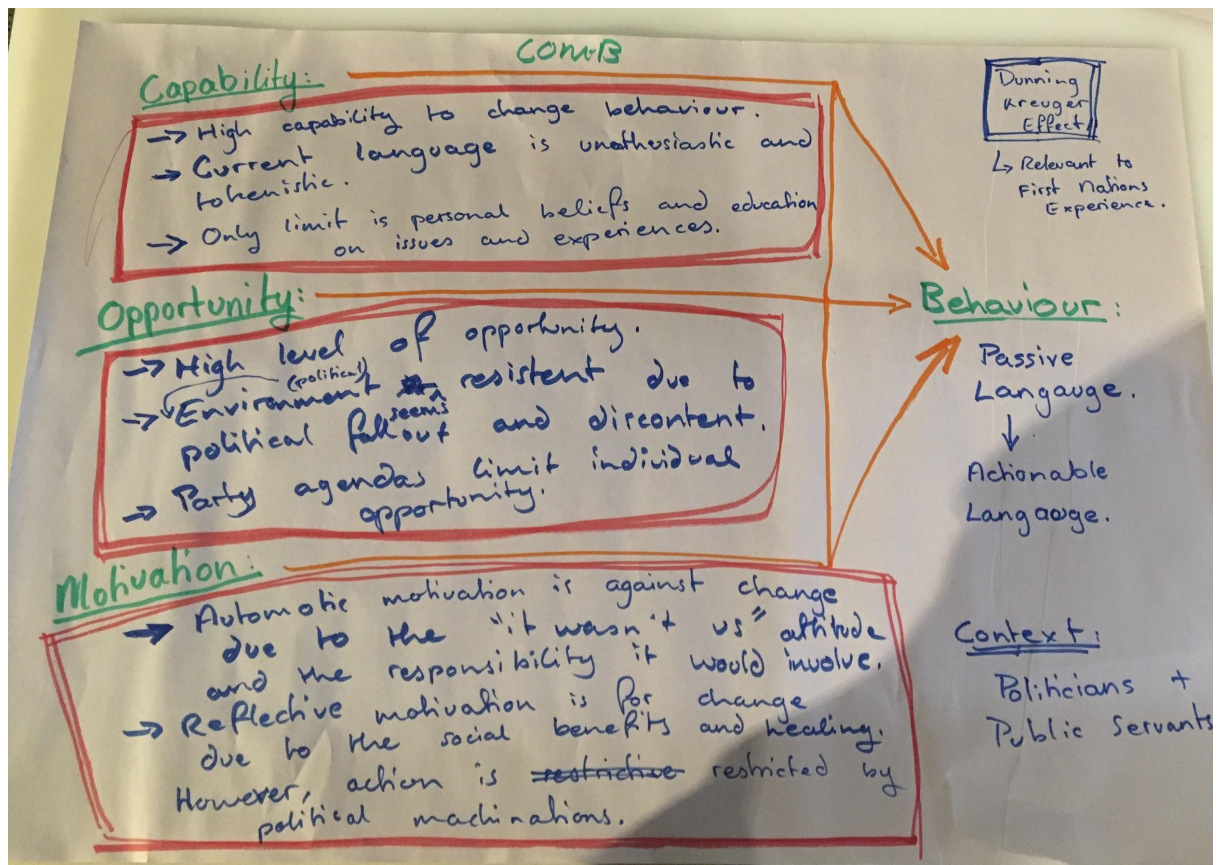 COM-B
Capability:
→ High capability to change behaviour.
→ Current language is unathusiastic and
tokenistic.
→ Only limit is personal beliefs and education
on issues and experiences.
Opportunity:
→ High level of opportunity.
(political)
→ Environment seems resistent due to
political fallout and discontent.
→ Party agendas limit individual
opportunity.
Motivation:
→ Automotic motivation is against change
due to the "it wasn't us" attitude
and the responsibility it would involve.
→ Reflective motivation is for change
due to the social benefits and healing.
However, action is restrictive restricted by
political machinations.
Dunning
Kreuger
Effect
↳ Relevant to
First Nations
Experience.
Behaviour:
Passive
Langauge.
↓
Actionable
Langauge.
Context:
Politicians +
Public Servants